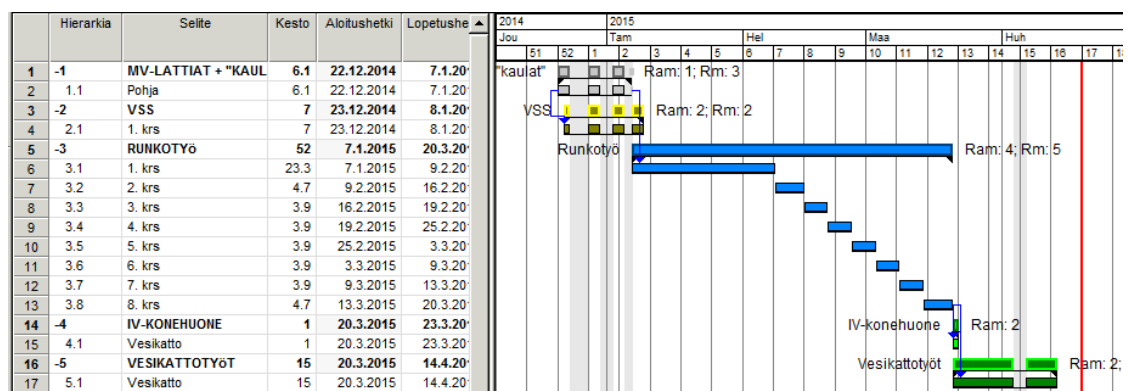 Hierarkia Selite Kesto Aloitushetki Lopetushe 2014 2015
Jou Tam Hel Maa Huh
51 52 1 2 3 4 5 6 7 8 9 10 11 12 13 14 15 16 17 18
1 -1 MV-LATTIAT + "KAUL 6.1 22.12.2014 7.1.20 "kaulat" Ram: 1; Rm: 3
2 1.1 Pohja 6.1 22.12.2014 7.1.20
3 -2 VSS 7 23.12.2014 8.1.20 VSS Ram: 2; Rm: 2
4 2.1 1. krs 7 23.12.2014 8.1.20
5 -3 RUNKOTYö 52 7.1.2015 20.3.20 Runkotyö Ram: 4; Rm: 5
6 3.1 1. krs 23.3 7.1.2015 9.2.20
7 3.2 2. krs 4.7 9.2.2015 16.2.20
8 3.3 3. krs 3.9 16.2.2015 19.2.20
9 3.4 4. krs 3.9 19.2.2015 25.2.20
10 3.5 5. krs 3.9 25.2.2015 3.3.20
11 3.6 6. krs 3.9 3.3.2015 9.3.20
12 3.7 7. krs 3.9 9.3.2015 13.3.20
13 3.8 8. krs 4.7 13.3.2015 20.3.20
14 -4 IV-KONEHUONE 1 20.3.2015 23.3.20 IV-konehuone Ram: 2
15 4.1 Vesikatto 1 20.3.2015 23.3.20
16 -5 VESIKATTOTYöT 15 20.3.2015 14.4.20 Vesikattotyöt Ram: 2;
17 5.1 Vesikatto 15 20.3.2015 14.4.20